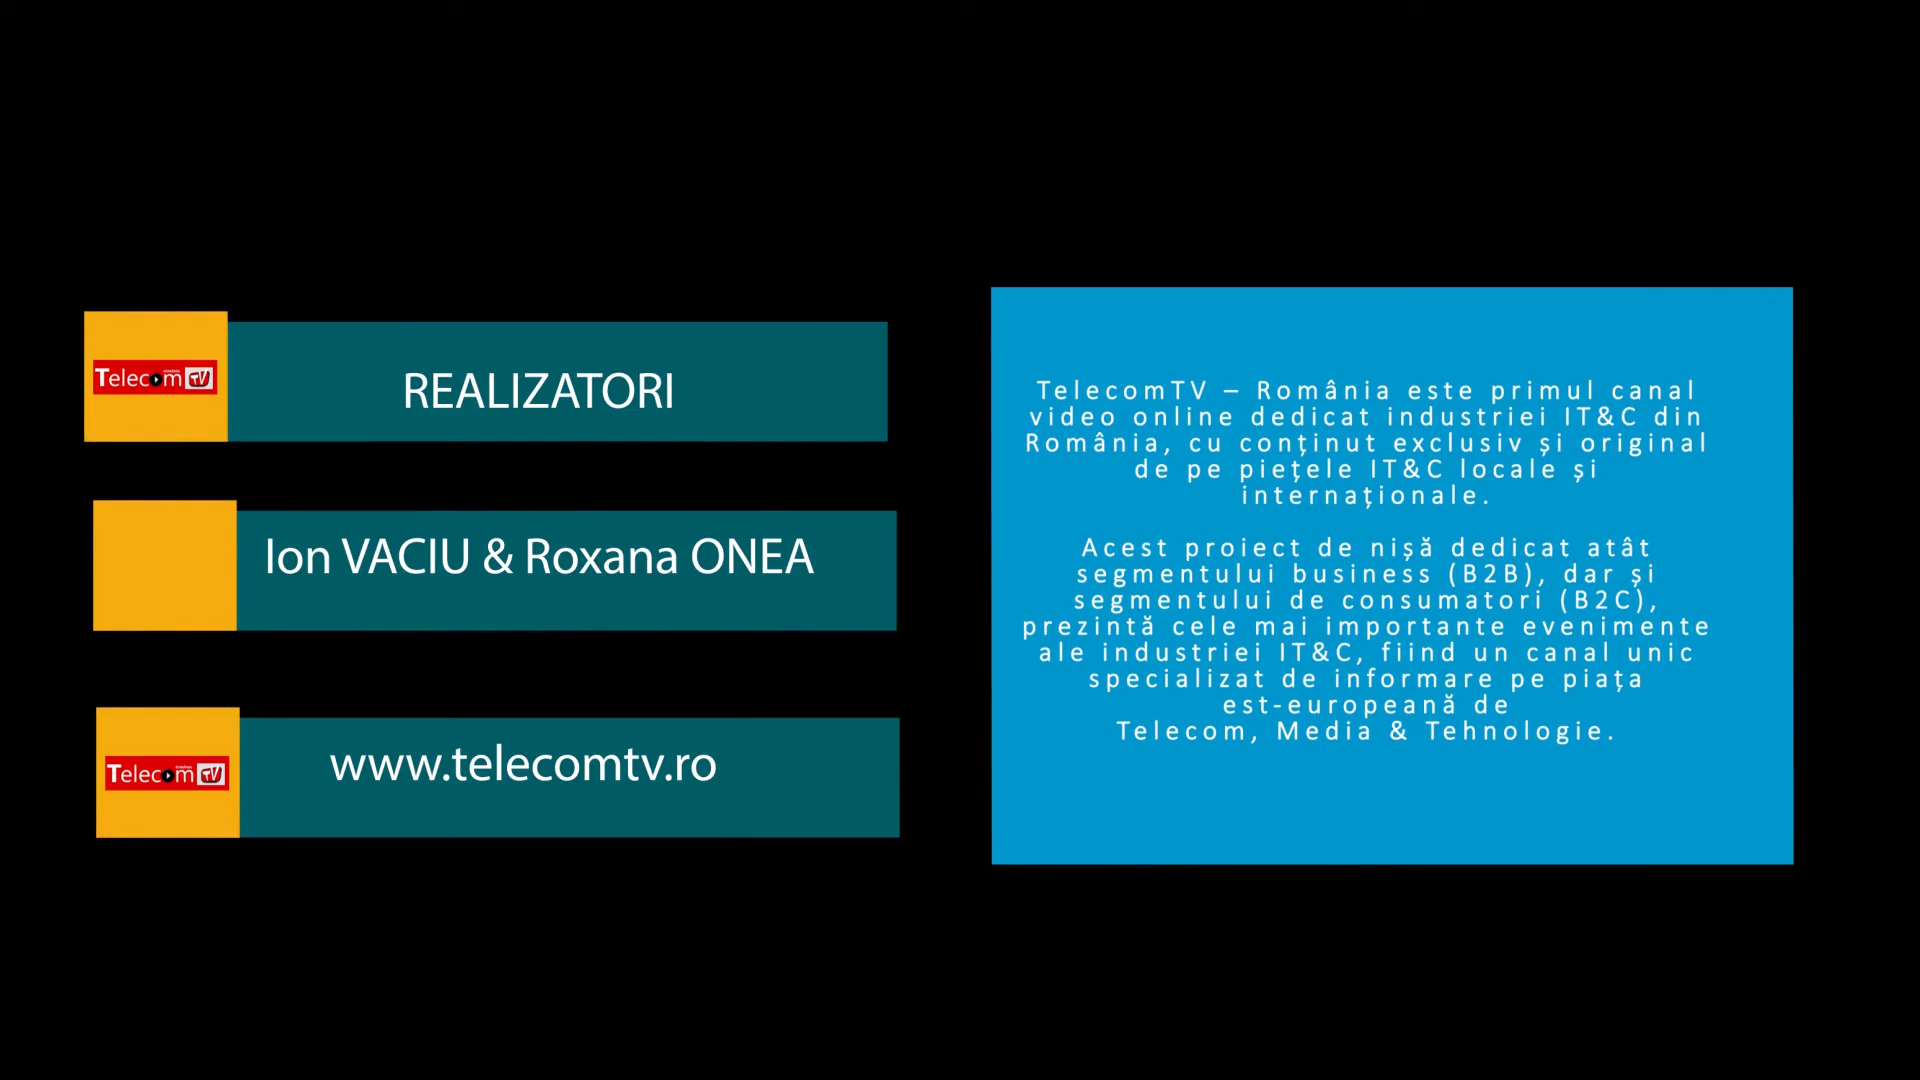 Telecom TV
REALIZATORI
Ion VACIU & Roxana ONEA
Telecom TV
www.telecomtv.ro
TelecomTV – România este primul canal
video online dedicat industriei IT&C din
România, cu conținut exclusiv și original
de pe piețele IT&C locale și
internaționale.
Acest proiect de nișă dedicat atât
segmentului business (B2B), dar și
segmentului de consumatori (B2C),
prezintă cele mai importante evenimente
ale industriei IT&C, fiind un canal unic
specializat de informare pe piața
est-europeană de
Telecom, Media & Tehnologie.